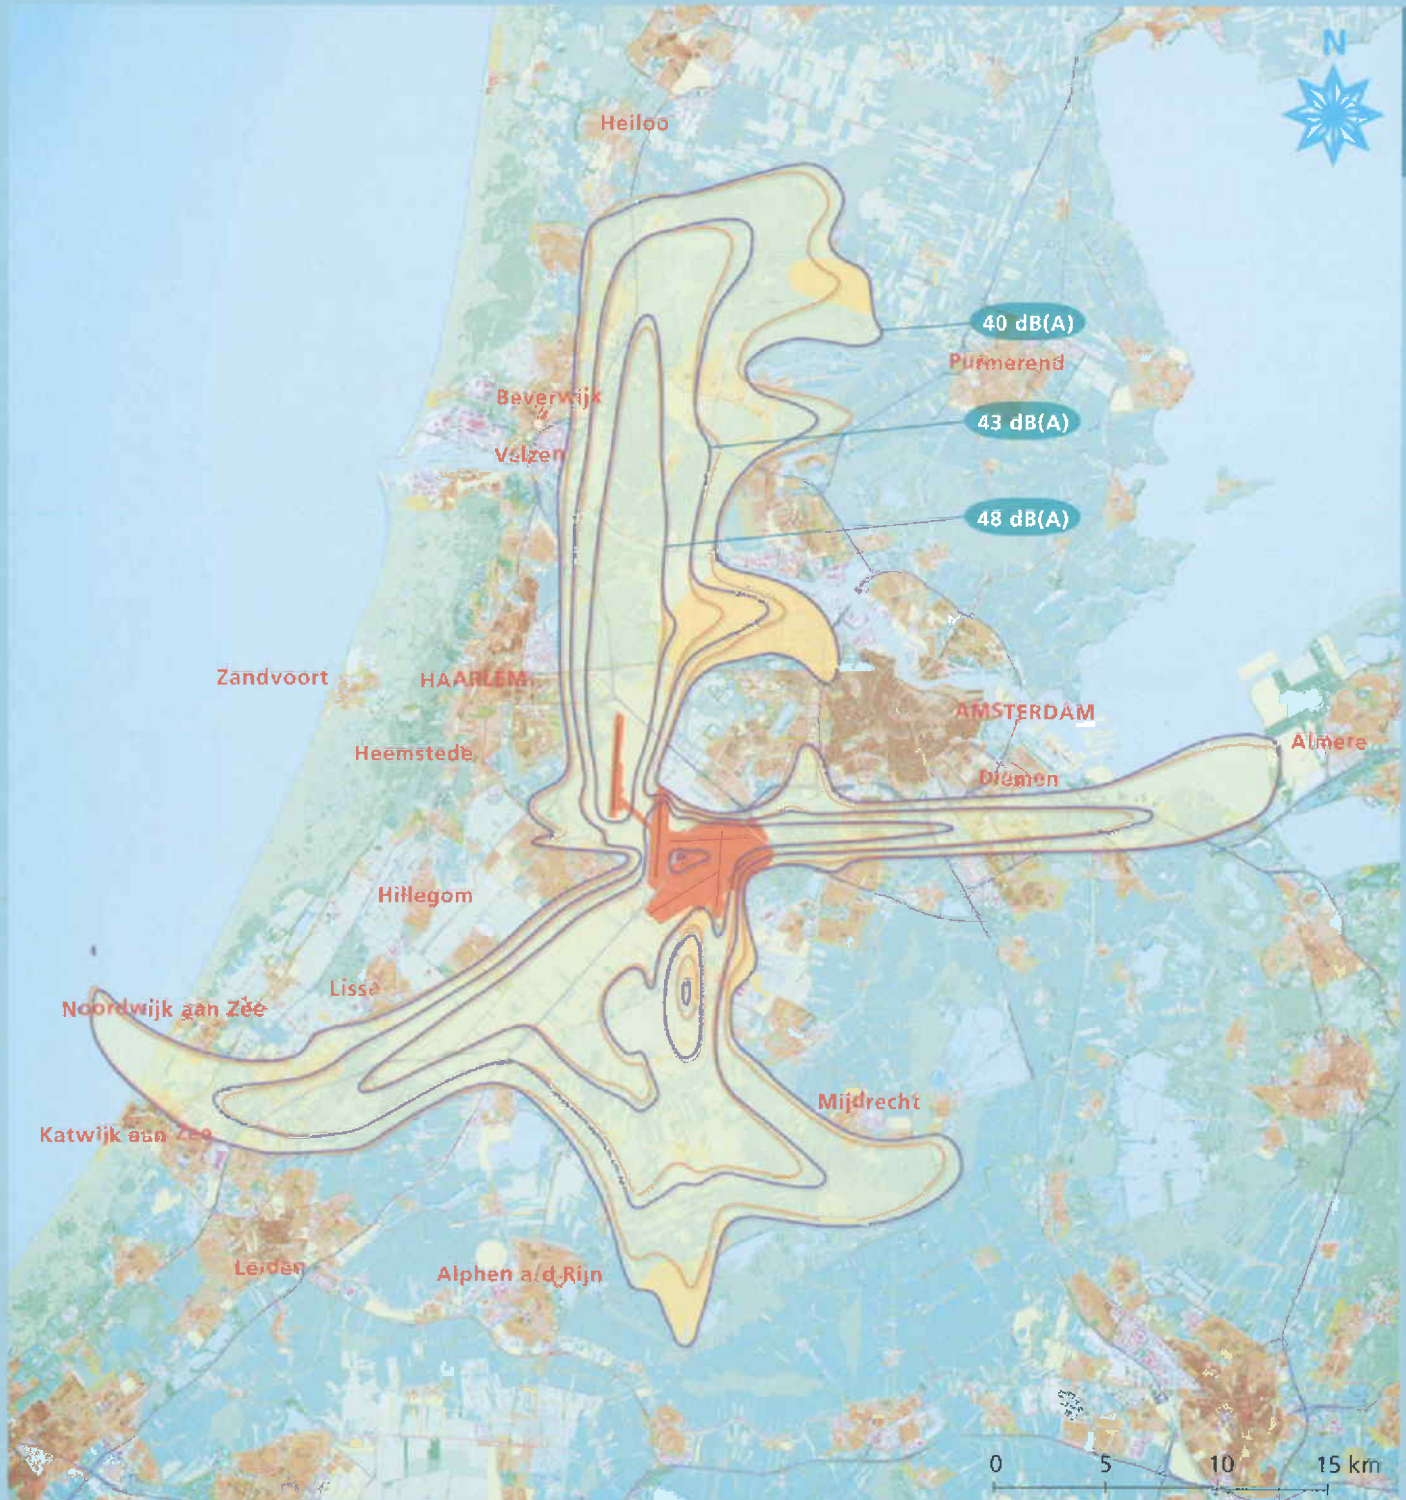 N
Heiloo
40 dB(A)
Purmerend
Beverwijk
43 dB(A)
Velzen
48 dB(A)
Zandvoort
HAARLEM
AMSTERDAM
Almere
Heemstede
Diemen
Hillegom
Lisse
Noordwijk aan Zee
Mijdrecht
Katwijk aan Zee
Leiden
Alphen a/d Rijn
0 5 10 15 km